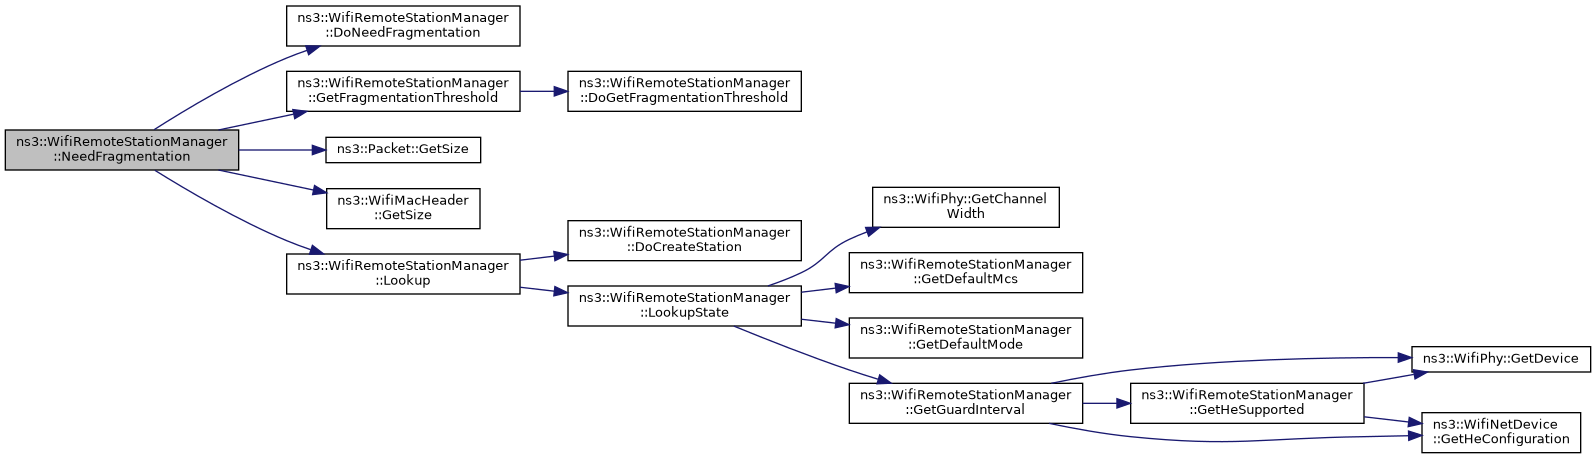 ns3::WifiRemoteStationManager
::NeedFragmentation
ns3::WifiRemoteStationManager
::DoNeedFragmentation
ns3::WifiRemoteStationManager
::GetFragmentationThreshold
ns3::WifiRemoteStationManager
::DoGetFragmentationThreshold
ns3::Packet::GetSize
ns3::WifiMacHeader
::GetSize
ns3::WifiRemoteStationManager
::Lookup
ns3::WifiRemoteStationManager
::DoCreateStation
ns3::WifiRemoteStationManager
::LookupState
ns3::WifiPhy::GetChannel
Width
ns3::WifiRemoteStationManager
::GetDefaultMcs
ns3::WifiRemoteStationManager
::GetDefaultMode
ns3::WifiRemoteStationManager
::GetGuardInterval
ns3::WifiRemoteStationManager
::GetHeSupported
ns3::WifiPhy::GetDevice
ns3::WifiNetDevice
::GetHeConfiguration